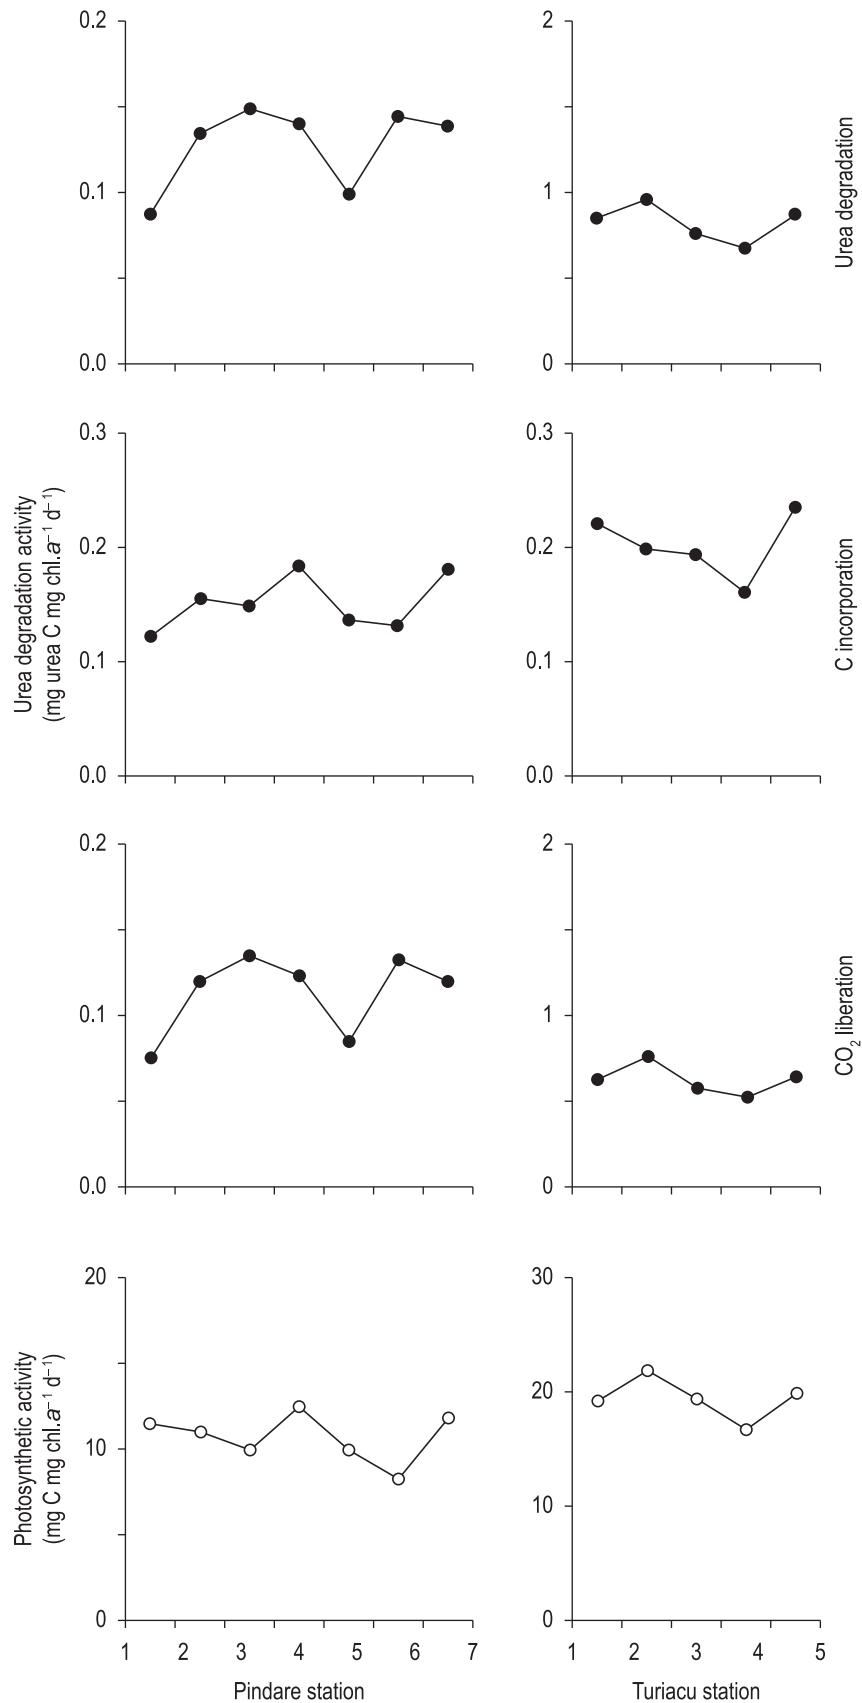 0.2
0.1
0.0
2
1
0
Urea degradation
Urea degradation activity
(mg urea C mg chl.a⁻¹ d⁻¹)
0.3
0.2
0.1
0.0
0.3
0.2
0.1
0.0
C incorporation
0.2
0.1
0.0
2
1
0
CO₂ liberation
Photosynthetic activity
(mg C mg chl.a⁻¹ d⁻¹)
20
10
0
30
20
10
0
1 2 3 4 5 6 7
Pindare station
1 2 3 4 5
Turiacu station